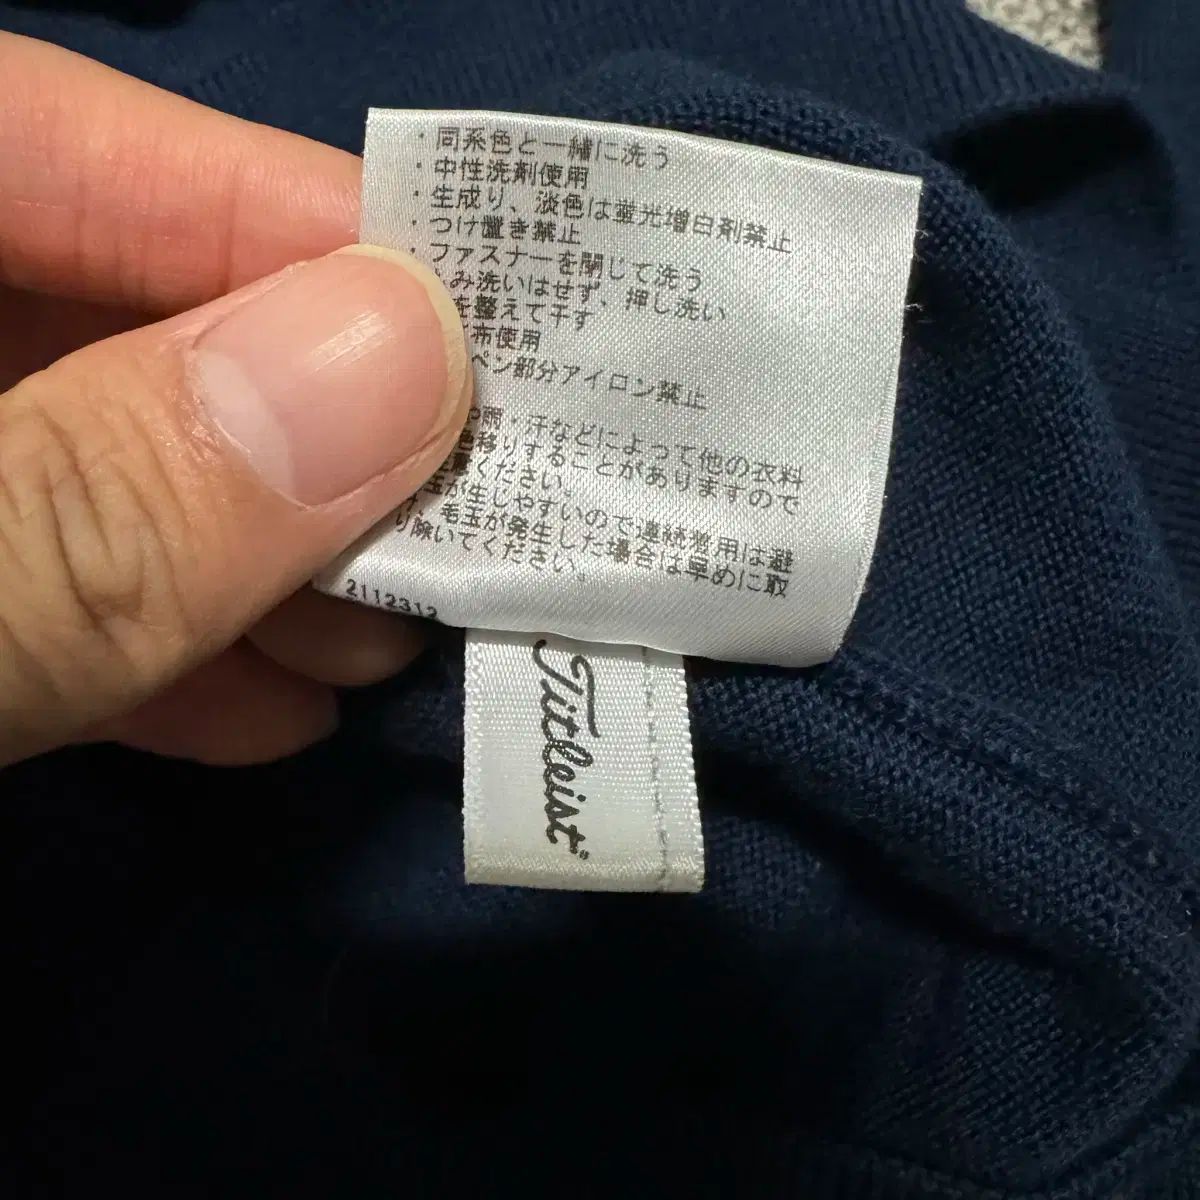 ・同系色と一緒に洗う
・中性洗剤使用
・生成り、淡色は蛍光増白剤禁止
・つけ置き禁止
・ファスナーを閉じて洗う
み洗いはせず、押し洗い
を整えて干す
布使用
ペン部分アイロン禁止
や雨・汗などによって他の衣料
色移りすることがありますので
ください。
玉が生じやすいので連続着用は避
毛玉が発生した場合は早めに取
り除いてください。
2112312
Titleist